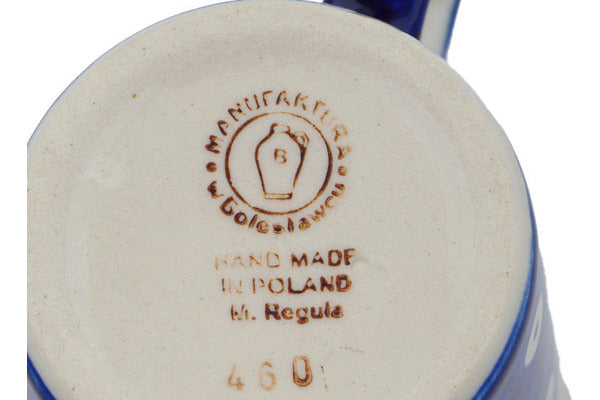 MANUFAKTURA
w Bolesławcu
B
HAND MADE
IN POLAND
M. Regula
460